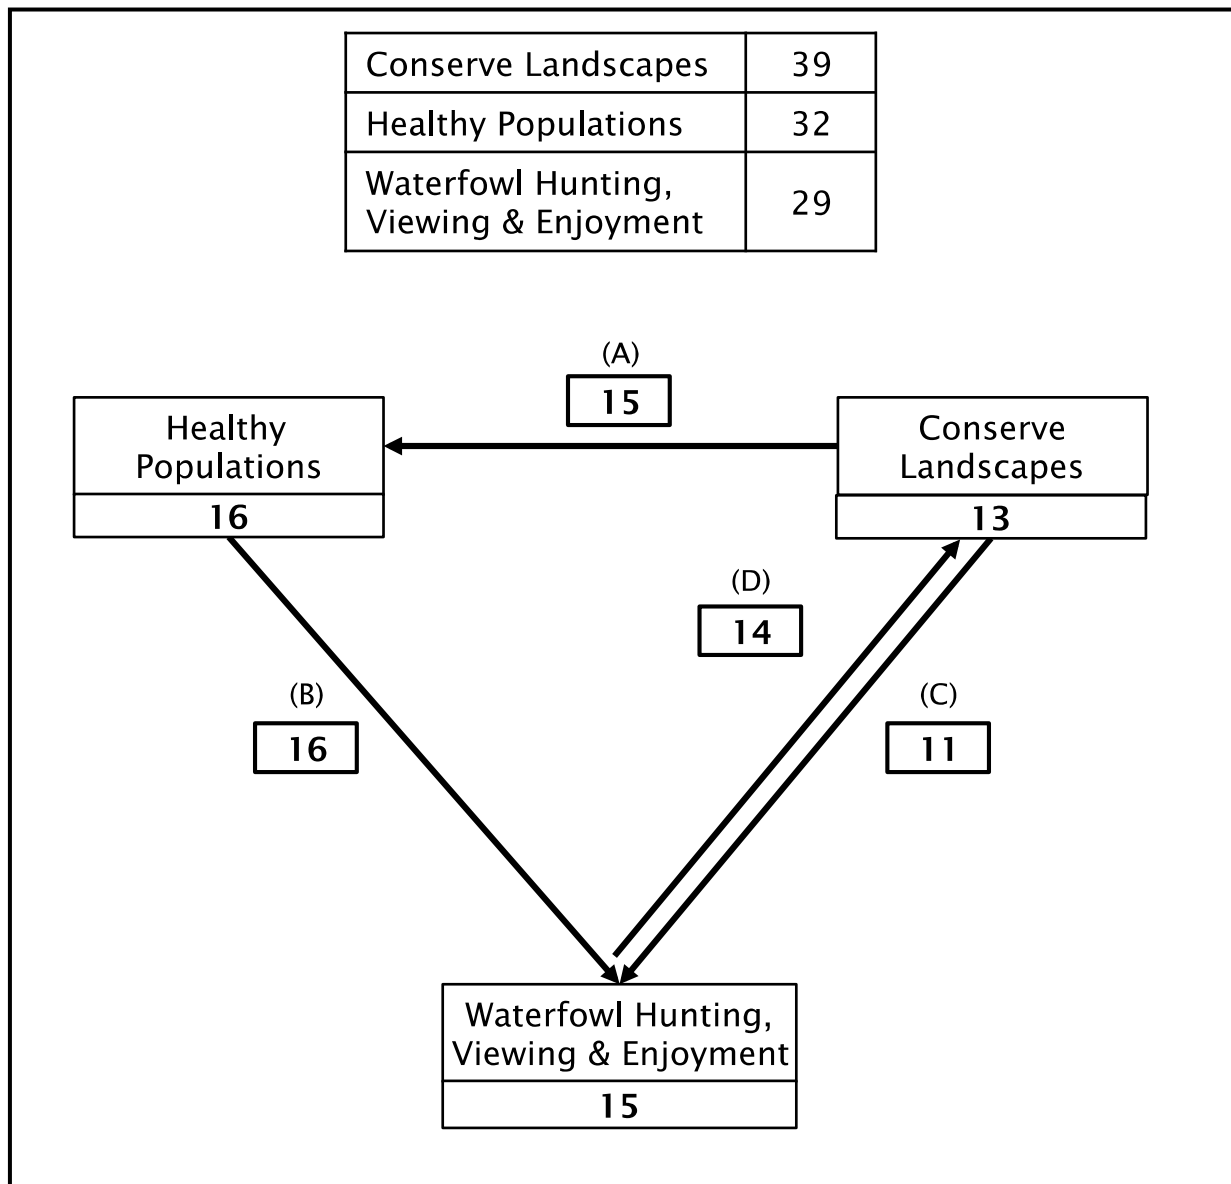 Conserve Landscapes 39
Healthy Populations 32
Waterfowl Hunting,
Viewing & Enjoyment 29
(A)
15
Healthy
Populations
16
Conserve
Landscapes
13
(D)
14
(B)
16
(C)
11
Waterfowl Hunting,
Viewing & Enjoyment
15